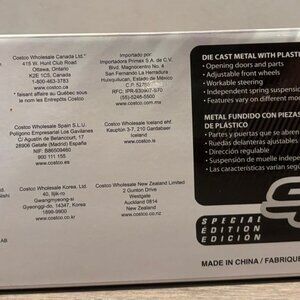 Costco Wholesale Canada Ltd.*
415 W. Hunt Club Road
Ottawa, Ontario
K2E 1C5, Canada
1-800-463-3783
www.costco.ca
* faisant affaire au Québec sous
le nom les Entrepôts Costco
Importado por:
Importadora Primex S.A. de C.V.
Blvd. Magnocentro No. 4
San Fernando La Herradura
Huixquilucan, Estado de México
C.P. 52765
RFC: IPR-930907-S70
(55)-5246-5500
www.costco.com.mx
Costco Wholesale Spain S.L.U.
Polígono Empresarial Los Gavilanes
C/ Agustín de Betancourt, 17
28906 Getafe (Madrid) España
NIF: B86509460
900 111 155
www.costco.es
Costco Wholesale Iceland ehf.
Kauptún 3-7, 210 Gardabaer
Iceland
www.costco.is
Costco Wholesale Korea, Ltd.
40, Iljik-ro
Gwangmyeong-si
Gyeonggi-do, 14347, Korea
1899-9900
www.costco.co.kr
Costco Wholesale New Zealand Limited
2 Gunton Drive
Westgate
Auckland 0814
New Zealand
www.costco.co.nz
AB
DIE CAST METAL WITH PLASTIC
• Opening doors and parts
• Adjustable front wheels
• Workable steering
• Independent spring suspension
• Features vary on different
METAL FUNDIDO CON PIEZAS
DE PLÁSTICO
• Partes y puertas que se abren
• Ruedas delanteras ajustables
• Dirección regulable
• Suspensión de muelle
• Las características varían según
SPECIAL
ÉDITION
EDICION
MADE IN CHINA / FABRIQUÉ